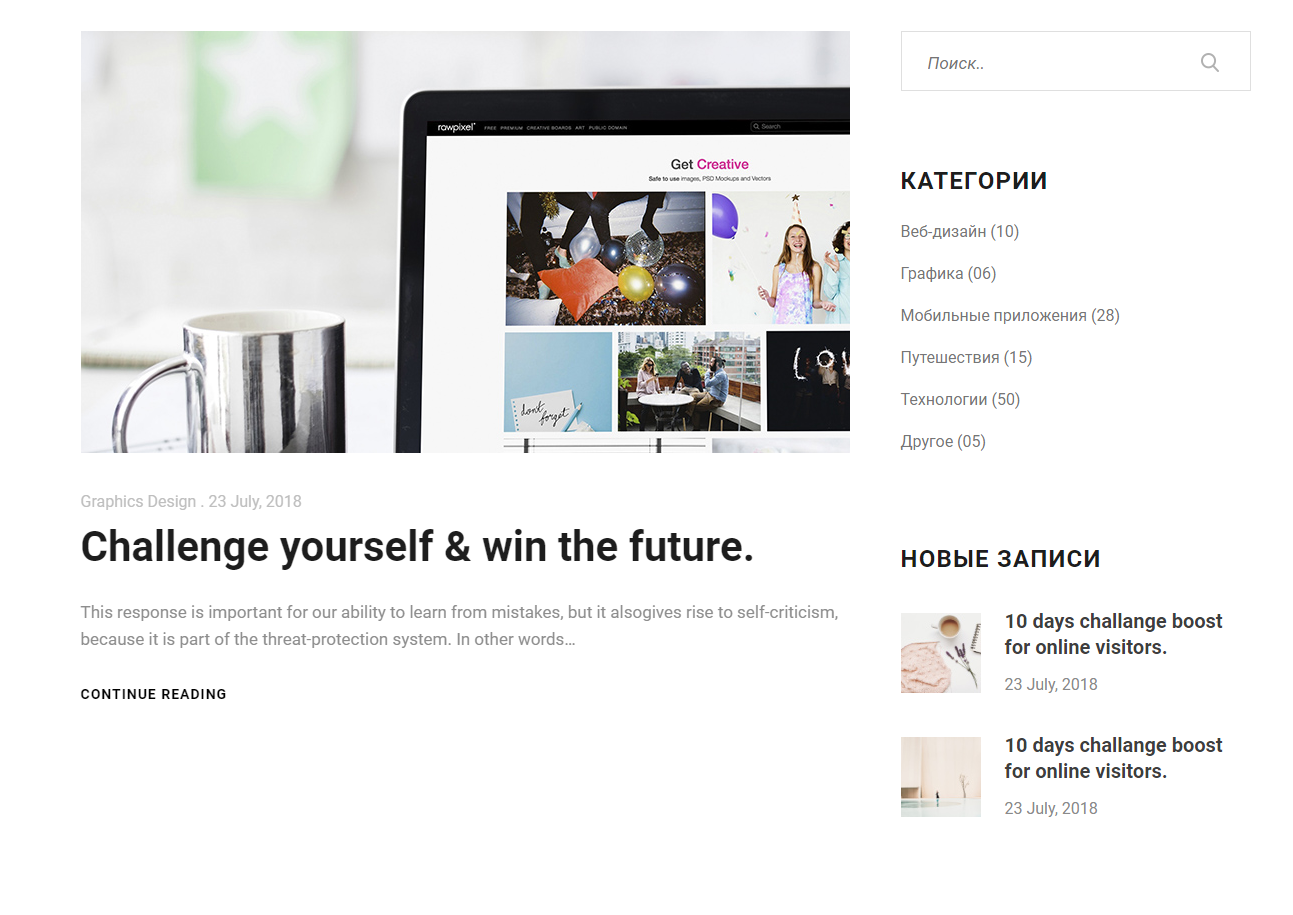 rawpixel
FREE PREMIUM CREATIVE BOARDS ART PUBLIC DOMAIN
Search
Get Creative
Safe to use images, PSD Mockups and Vectors
don't
forget
Graphics Design . 23 July, 2018
Challenge yourself & win the future.
This response is important for our ability to learn from mistakes, but it alsogives rise to self-criticism,
because it is part of the threat-protection system. In other words...
CONTINUE READING
Поиск..
КАТЕГОРИИ
Веб-дизайн (10)
Графика (06)
Мобильные приложения (28)
Путешествия (15)
Технологии (50)
Другое (05)
НОВЫЕ ЗАПИСИ
10 days challange boost
for online visitors.
23 July, 2018
10 days challange boost
for online visitors.
23 July, 2018